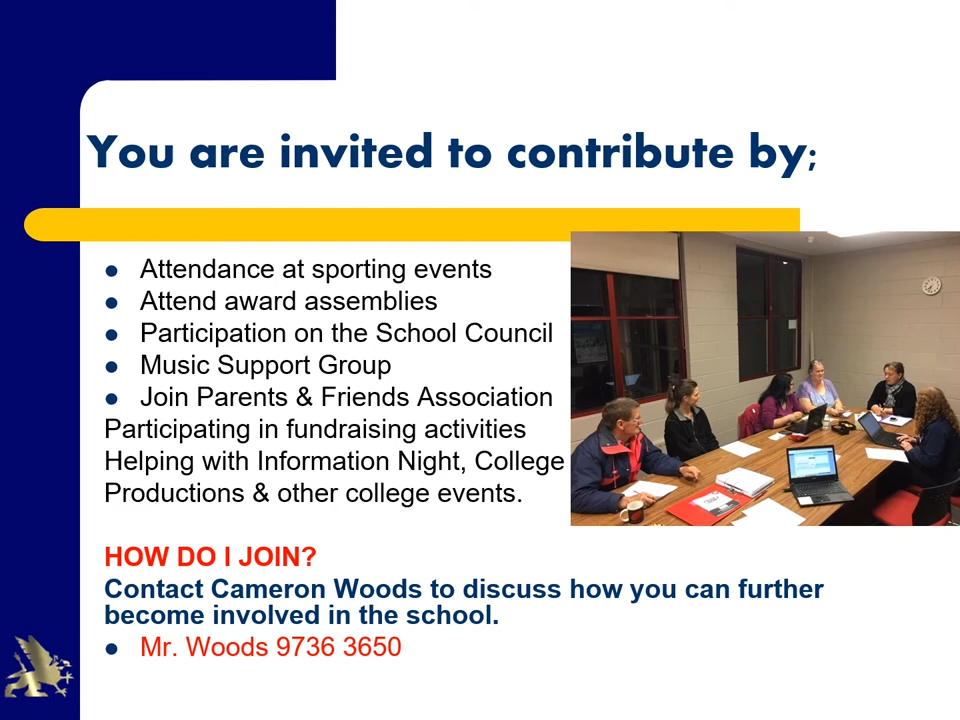 You are invited to contribute by;
● Attendance at sporting events
● Attend award assemblies
● Participation on the School Council
● Music Support Group
● Join Parents & Friends Association
Participating in fundraising activities
Helping with Information Night, College
Productions & other college events.
HOW DO I JOIN?
Contact Cameron Woods to discuss how you can further
become involved in the school.
● Mr. Woods 9736 3650